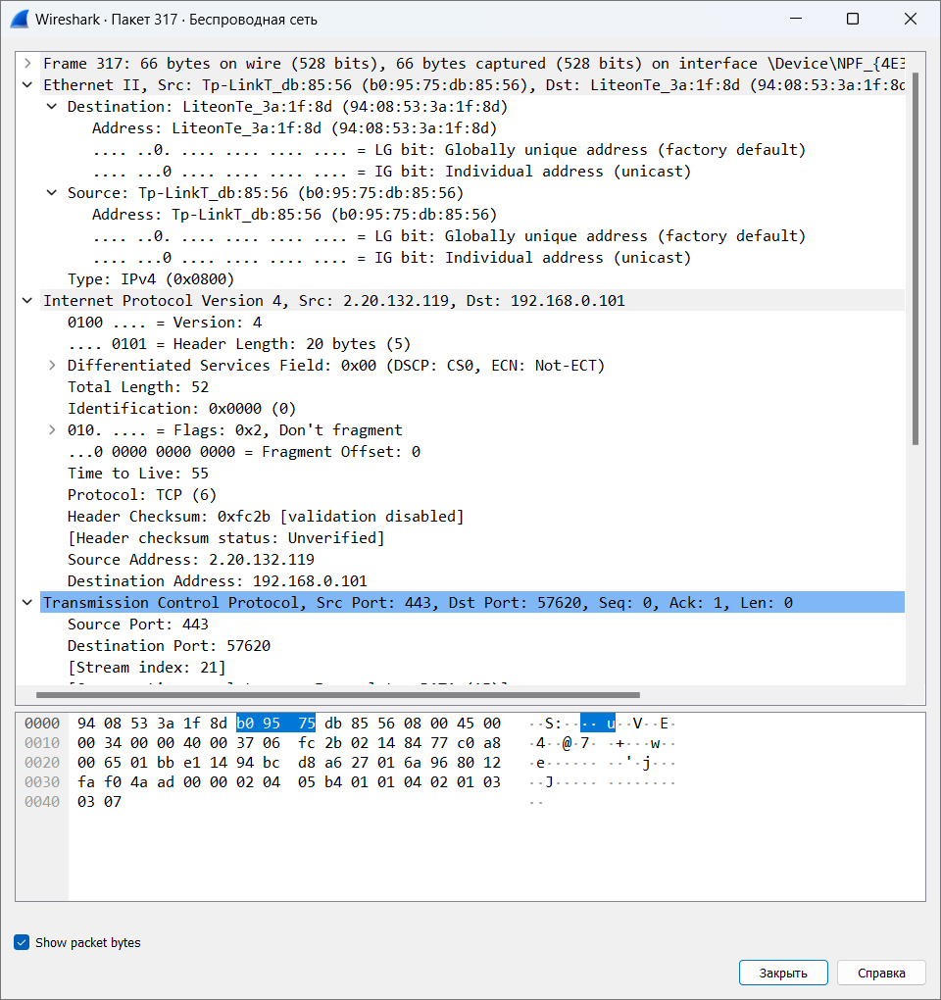 Wireshark · Пакет 317 · Беспроводная сеть
Frame 317: 66 bytes on wire (528 bits), 66 bytes captured (528 bits) on interface \Device\NPF_{4E3
Ethernet II, Src: Tp-LinkT_db:85:56 (b0:95:75:db:85:56), Dst: LiteonTe_3a:1f:8d (94:08:53:3a:1f:8d
Destination: LiteonTe_3a:1f:8d (94:08:53:3a:1f:8d)
Address: LiteonTe_3a:1f:8d (94:08:53:3a:1f:8d)
.... ..0. .... .... .... .... = LG bit: Globally unique address (factory default)
.... ...0 .... .... .... .... = IG bit: Individual address (unicast)
Source: Tp-LinkT_db:85:56 (b0:95:75:db:85:56)
Address: Tp-LinkT_db:85:56 (b0:95:75:db:85:56)
.... ..0. .... .... .... .... = LG bit: Globally unique address (factory default)
.... ...0 .... .... .... .... = IG bit: Individual address (unicast)
Type: IPv4 (0x0800)
Internet Protocol Version 4, Src: 2.20.132.119, Dst: 192.168.0.101
0100 .... = Version: 4
.... 0101 = Header Length: 20 bytes (5)
Differentiated Services Field: 0x00 (DSCP: CS0, ECN: Not-ECT)
Total Length: 52
Identification: 0x0000 (0)
010. .... = Flags: 0x2, Don't fragment
...0 0000 0000 0000 = Fragment Offset: 0
Time to Live: 55
Protocol: TCP (6)
Header Checksum: 0xfc2b [validation disabled]
[Header checksum status: Unverified]
Source Address: 2.20.132.119
Destination Address: 192.168.0.101
Transmission Control Protocol, Src Port: 443, Dst Port: 57620, Seq: 0, Ack: 1, Len: 0
Source Port: 443
Destination Port: 57620
[Stream index: 21]
0000 94 08 53 3a 1f 8d b0 95 75 db 85 56 08 00 45 00 ··S:···· u··V··E·
0010 00 34 00 00 40 00 37 06 fc 2b 02 14 84 77 c0 a8 ·4··@·7· ·+···w··
0020 00 65 01 bb e1 14 94 bc d8 a6 27 01 6a 96 80 12 ·e······ ··'·j···
0030 fa f0 4a ad 00 00 02 04 05 b4 01 01 04 02 01 03 ··J····· ········
0040 03 07 ··
Show packet bytes
Закрыть
Справка